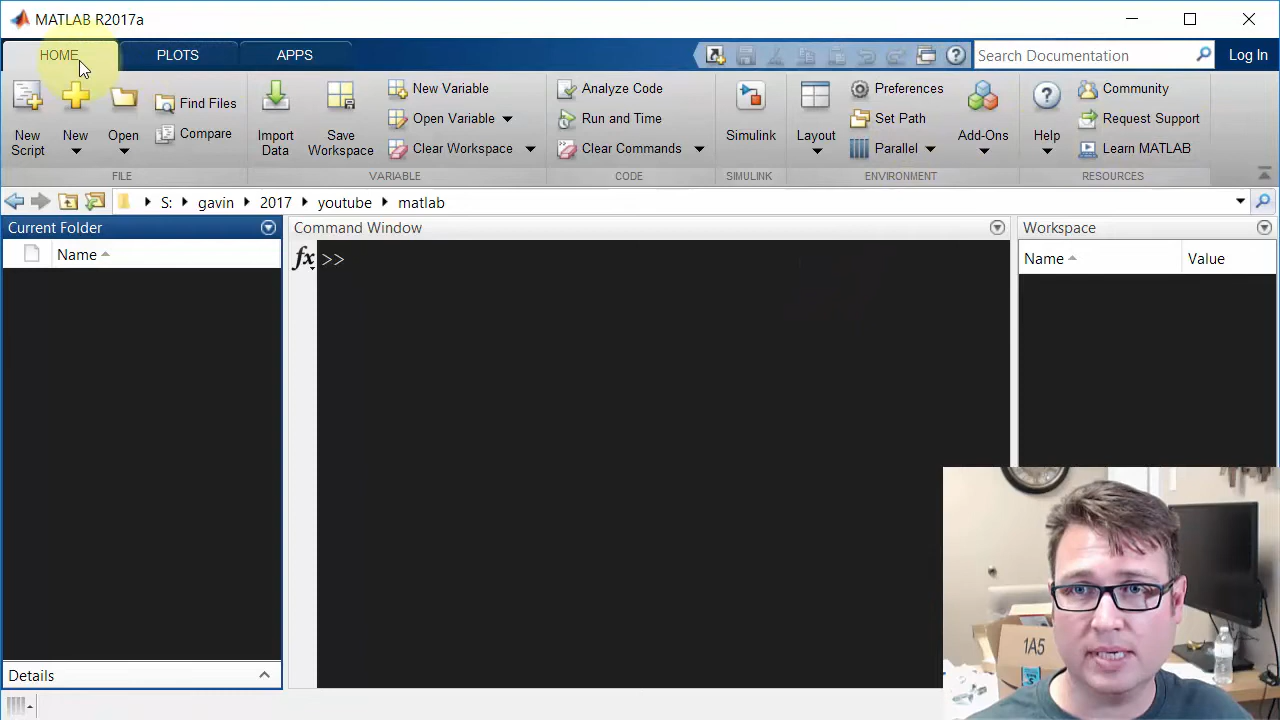 MATLAB R2017a
HOME PLOTS APPS
Search Documentation
Log In
New Script
New
Open
Find Files
Compare
FILE
Import Data
Save Workspace
New Variable
Open Variable
Clear Workspace
VARIABLE
Analyze Code
Run and Time
Clear Commands
CODE
Simulink
SIMULINK
Layout
Preferences
Set Path
Parallel
Add-Ons
ENVIRONMENT
Help
Community
Request Support
Learn MATLAB
RESOURCES
S: gavin 2017 youtube matlab
Current Folder
Name
Details
Command Window
fx >>
Workspace
Name Value
1A5